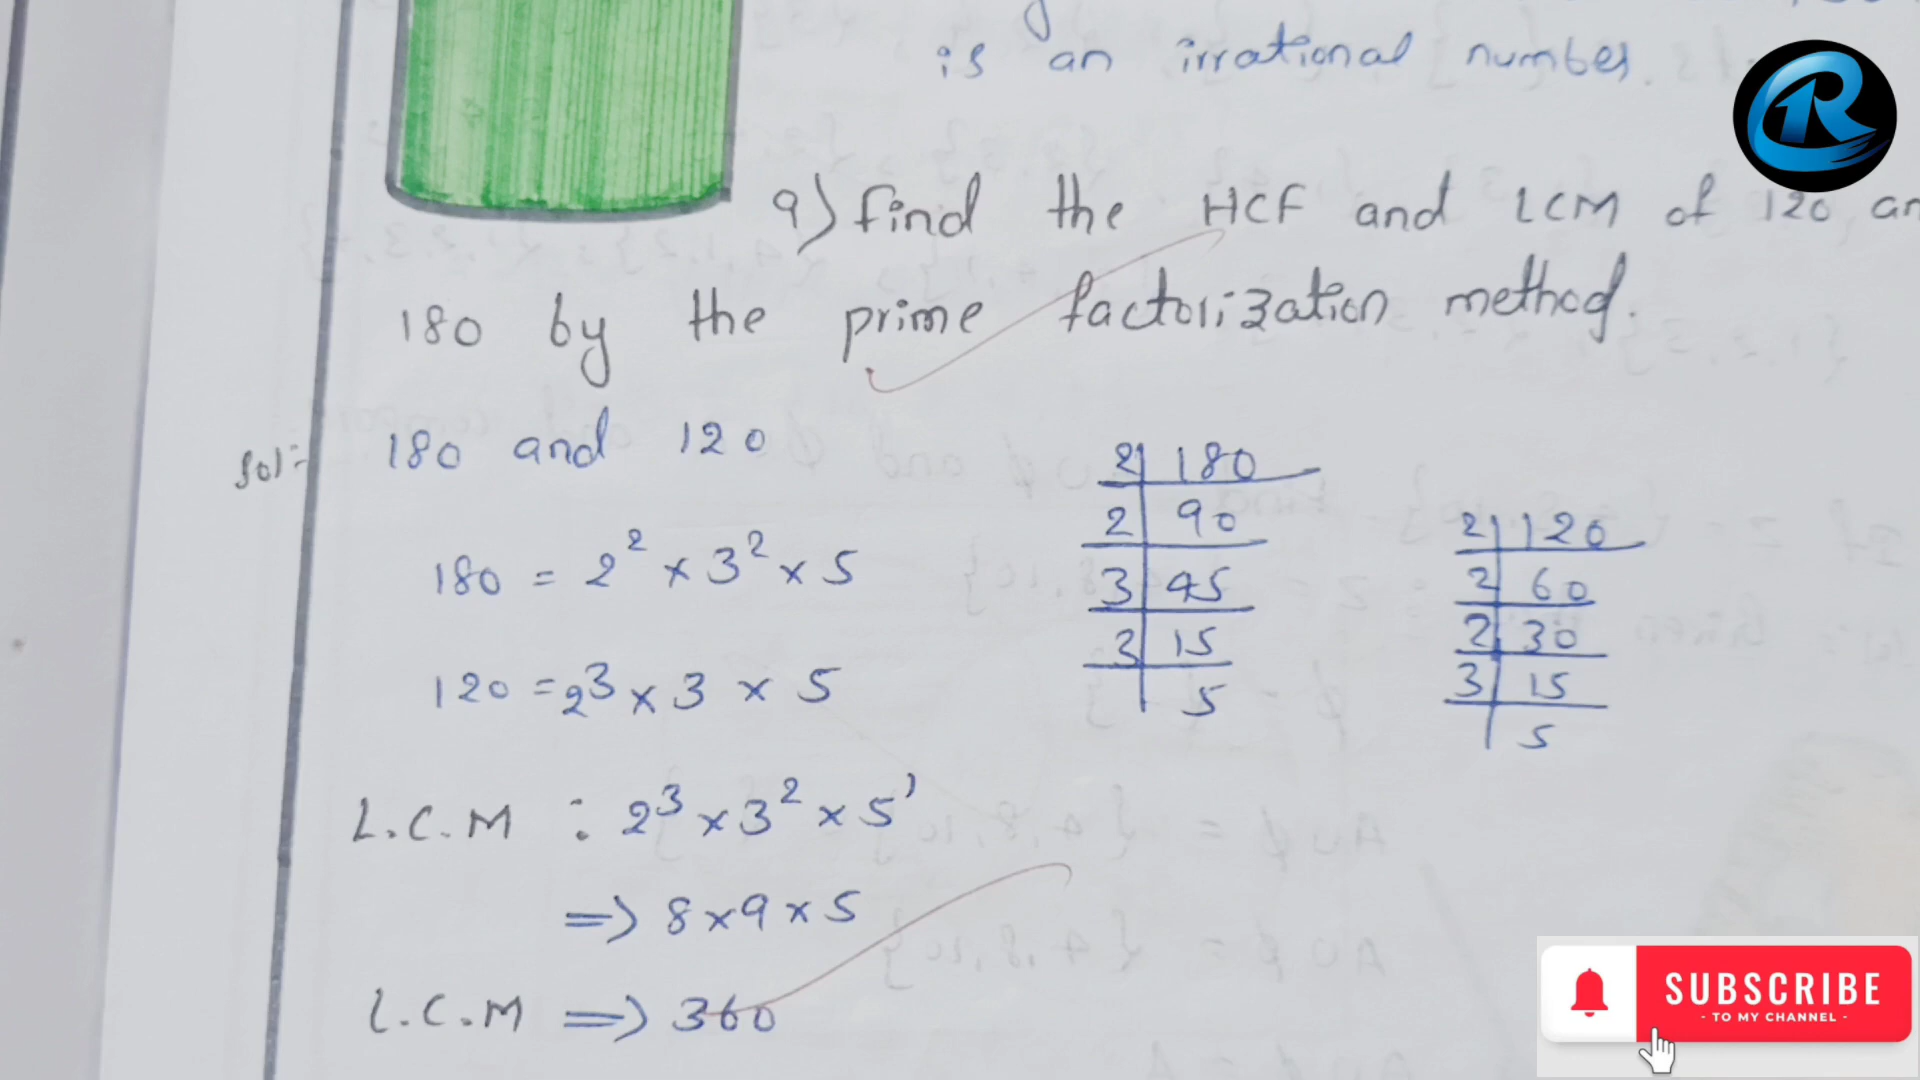 is an irrational number.
9) find the HCF and LCM of 120 an
180 by the prime factorization method.
Sol:- 180 and 120
180 = 2² × 3² × 5
120 = 2³ × 3 × 5
2 180
2 90
3 45
3 15
5
2 120
2 60
2 30
3 15
5
L.C.M : 2³ × 3² × 5¹
=> 8 × 9 × 5
L.C.M => 360
R
SUBSCRIBE
- TO MY CHANNEL -